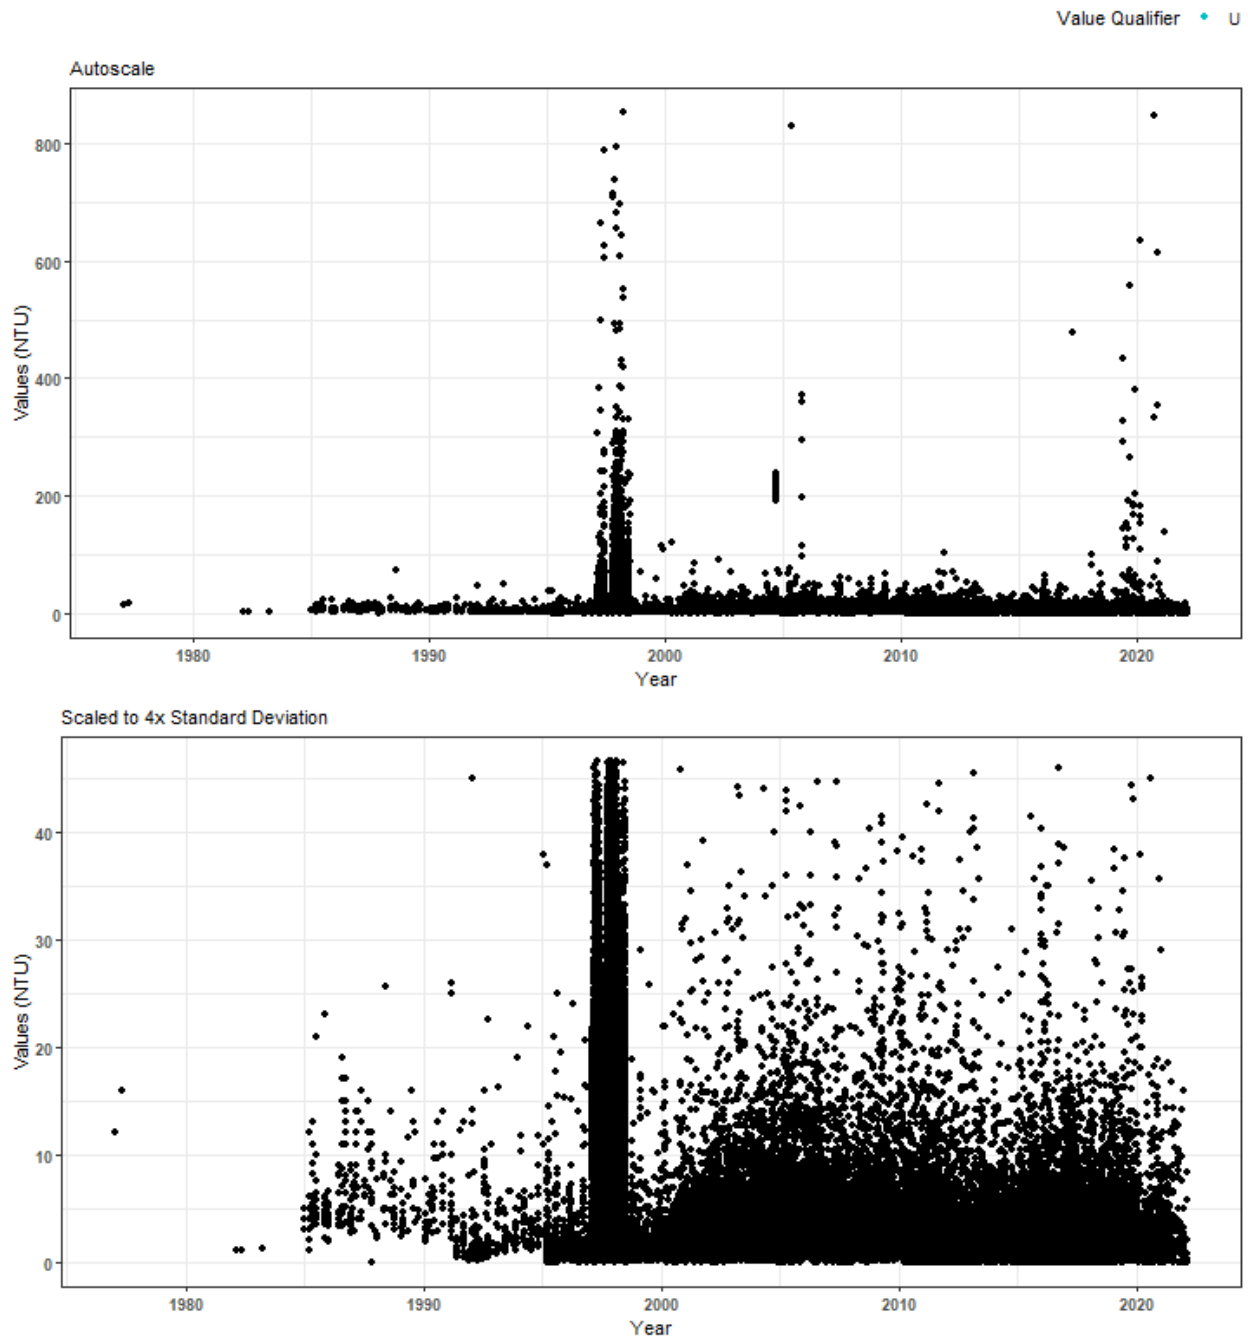 Value Qualifier U
Autoscale
800
600
400
200
0
Values (NTU)
1980 1990 2000 2010 2020
Year
Scaled to 4x Standard Deviation
40
30
20
10
0
Values (NTU)
1980 1990 2000 2010 2020
Year